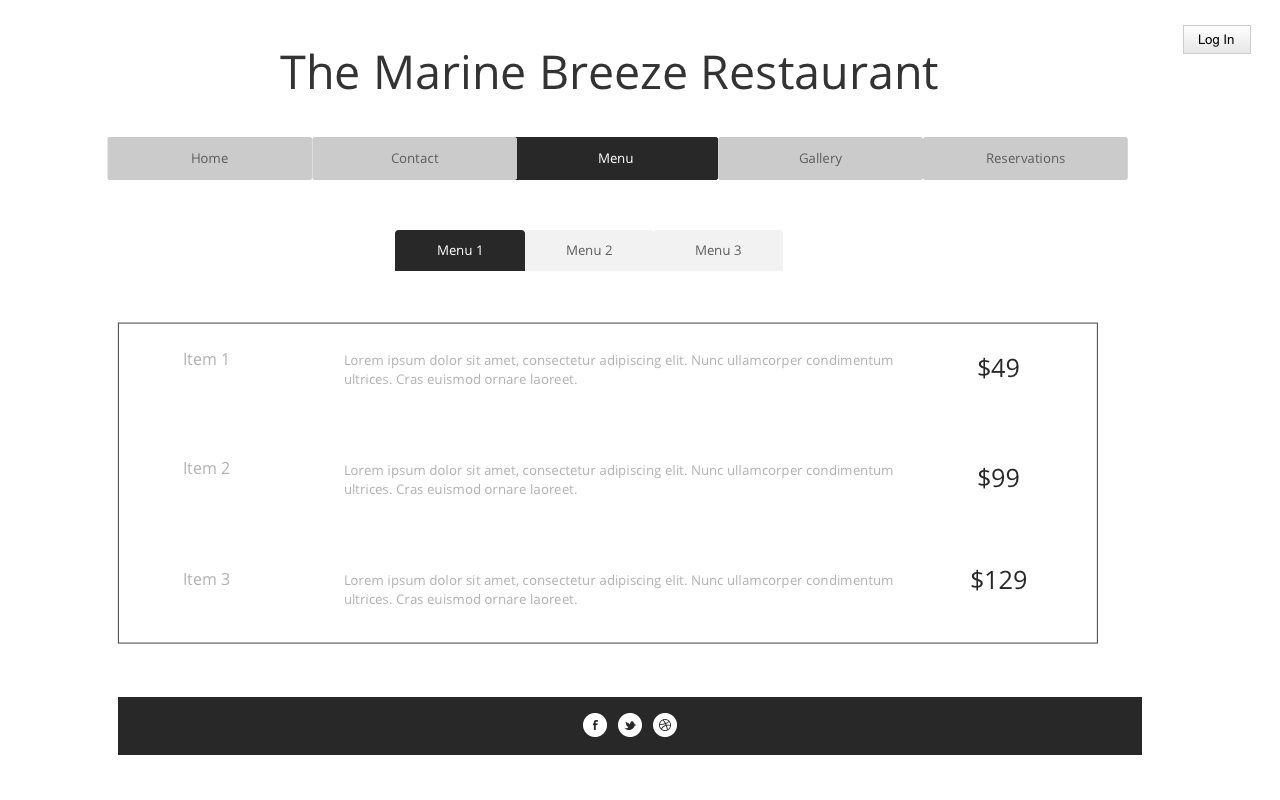 Log In
The Marine Breeze Restaurant
Home Contact Menu Gallery Reservations
Menu 1 Menu 2 Menu 3
Item 1
Lorem ipsum dolor sit amet, consectetur adipiscing elit. Nunc ullamcorper condimentum
ultrices. Cras euismod ornare laoreet.
$49
Item 2
Lorem ipsum dolor sit amet, consectetur adipiscing elit. Nunc ullamcorper condimentum
ultrices. Cras euismod ornare laoreet.
$99
Item 3
Lorem ipsum dolor sit amet, consectetur adipiscing elit. Nunc ullamcorper condimentum
ultrices. Cras euismod ornare laoreet.
$129